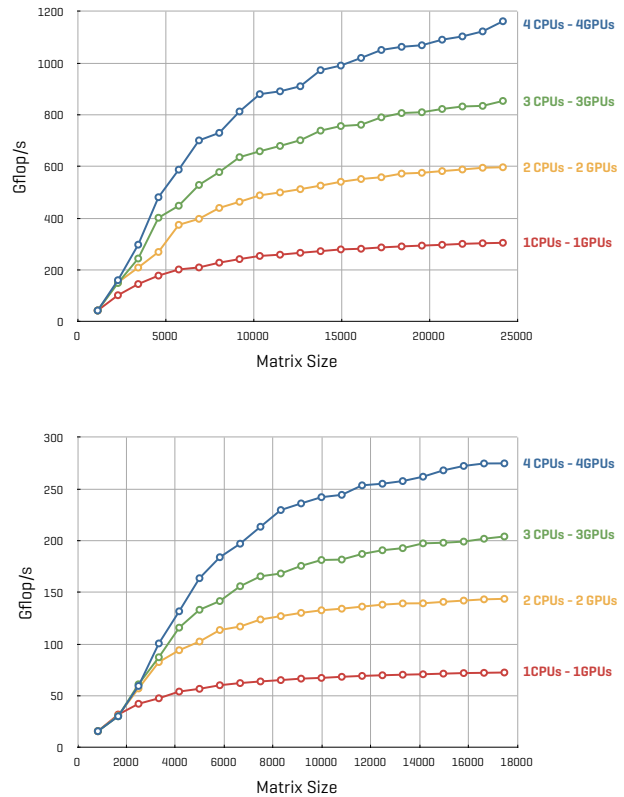 1200
4 CPUs - 4GPUs
1000
3 CPUs - 3GPUs
800
Gflop/s
600
2 CPUs - 2 GPUs
400
1CPUs - 1GPUs
200
0
0 5000 10000 15000 20000 25000
Matrix Size
300
4 CPUs - 4GPUs
250
3 CPUs - 3GPUs
200
Gflop/s
150
2 CPUs - 2 GPUs
100
1CPUs - 1GPUs
50
0
0 2000 4000 6000 8000 10000 12000 14000 16000 18000
Matrix Size